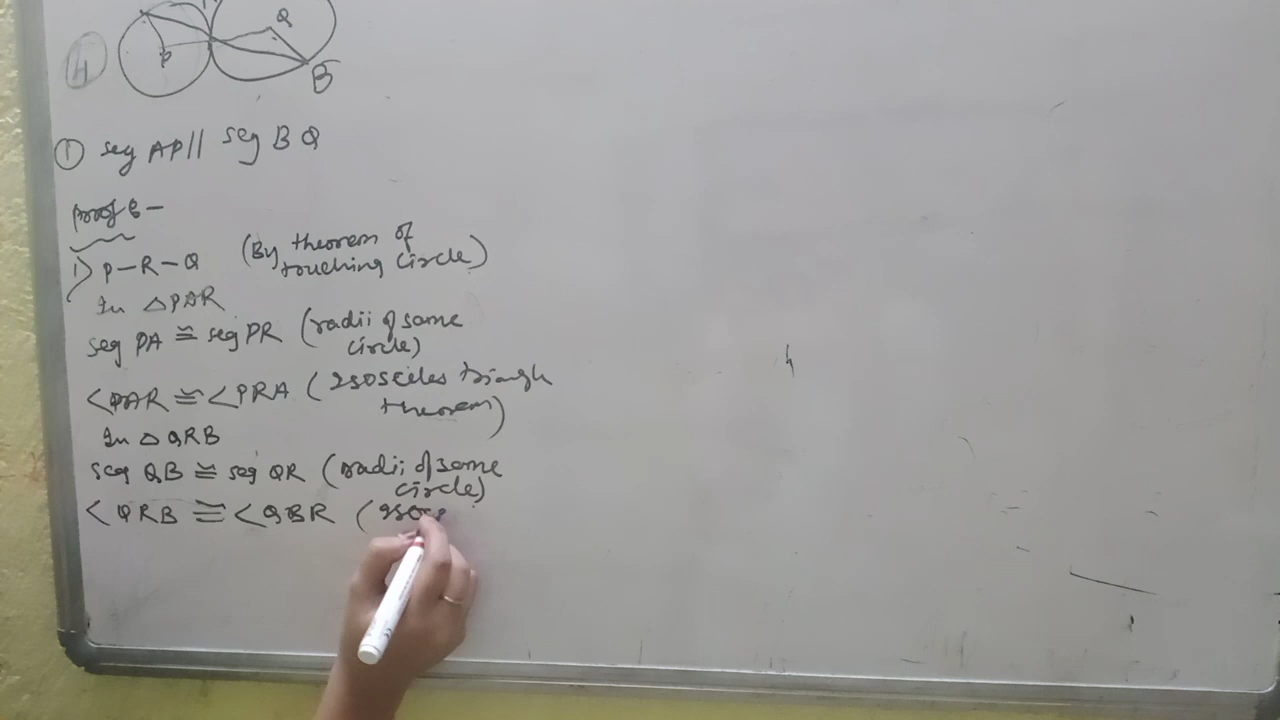 Q
P
4
B
① seg AP || seg BQ
proof :-
1) P-R-Q (By theorem of
touching circle)
In △PAR
seg PA ≅ seg PR (radii of same
circle)
<PAR ≅ <PRA (Isosceles triangle
theorem)
In △QRB
seg QB ≅ seg QR (radii of same
circle)
<QRB ≅ <QBR (Isos